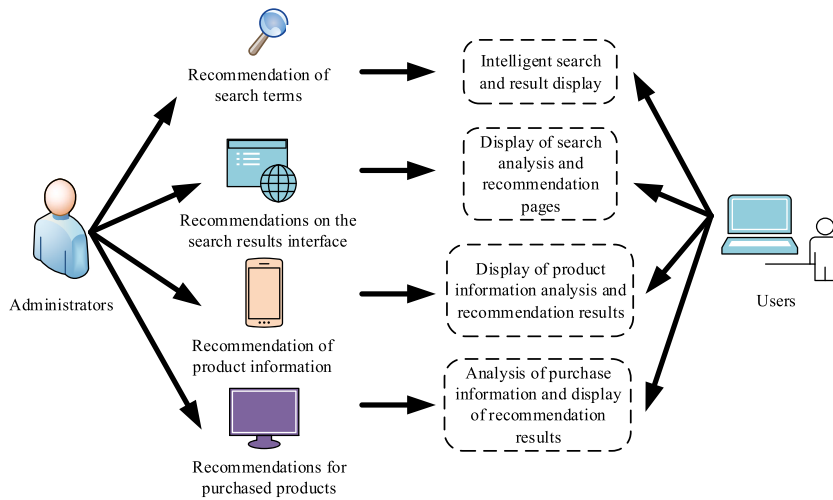 Administrators
Recommendation of
search terms
Recommendations on the
search results interface
Recommendation of
product information
Recommendations for
purchased products
Intelligent search
and result display
Display of search
analysis and
recommendation
pages
Display of product
information analysis and
recommendation results
Analysis of purchase
information and display
of recommendation
results
Users